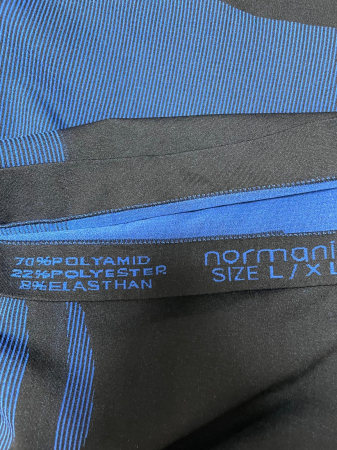 70%POLYAMID
22%POLYESTER
8%ELASTHAN
normani
SIZE L/XL